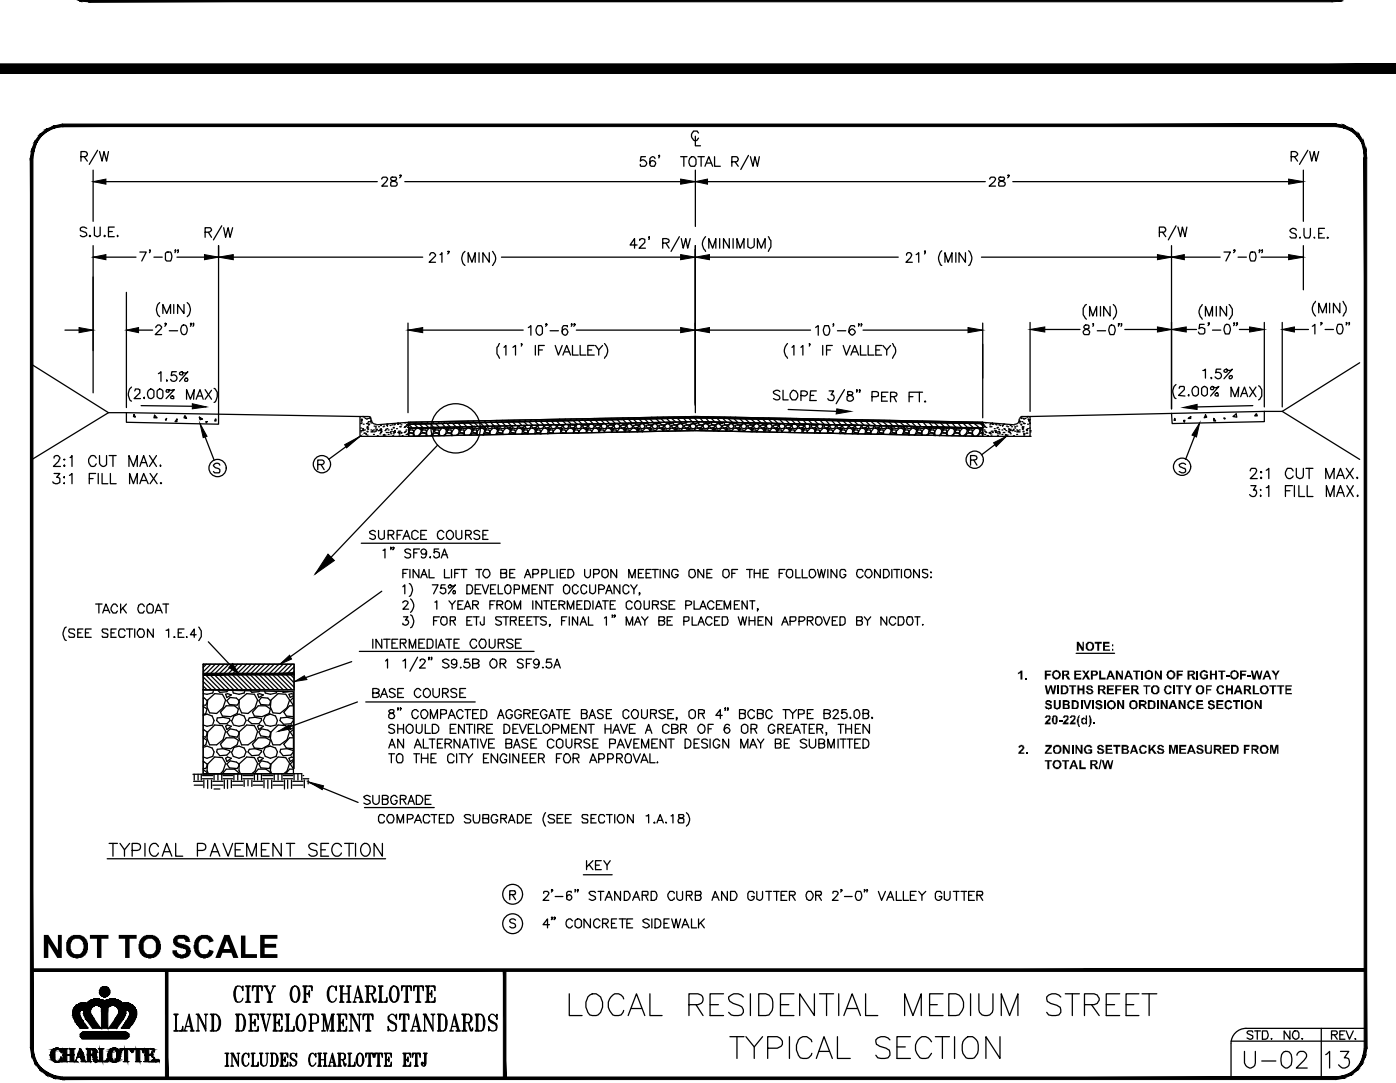 ℄
R/W
56' TOTAL R/W
R/W
28'
28'
S.U.E.
R/W
42' R/W (MINIMUM)
R/W
S.U.E.
7'-0"
21' (MIN)
21' (MIN)
7'-0"
(MIN)
2'-0"
10'-6"
(11' IF VALLEY)
10'-6"
(11' IF VALLEY)
(MIN)
8'-0"
(MIN)
5'-0"
(MIN)
1'-0"
1.5%
(2.00% MAX)
SLOPE 3/8" PER FT.
1.5%
(2.00% MAX)
2:1 CUT MAX.
3:1 FILL MAX.
S
R
R
S
2:1 CUT MAX.
3:1 FILL MAX.
SURFACE COURSE
1" SF9.5A
FINAL LIFT TO BE APPLIED UPON MEETING ONE OF THE FOLLOWING CONDITIONS:
1) 75% DEVELOPMENT OCCUPANCY,
2) 1 YEAR FROM INTERMEDIATE COURSE PLACEMENT,
3) FOR ETJ STREETS, FINAL 1" MAY BE PLACED WHEN APPROVED BY NCDOT.
TACK COAT
(SEE SECTION 1.E.4)
INTERMEDIATE COURSE
1 1/2" S9.5B OR SF9.5A
BASE COURSE
8" COMPACTED AGGREGATE BASE COURSE, OR 4" BCBC TYPE B25.0B.
SHOULD ENTIRE DEVELOPMENT HAVE A CBR OF 6 OR GREATER, THEN
AN ALTERNATIVE BASE COURSE PAVEMENT DESIGN MAY BE SUBMITTED
TO THE CITY ENGINEER FOR APPROVAL.
SUBGRADE
COMPACTED SUBGRADE (SEE SECTION 1.A.18)
TYPICAL PAVEMENT SECTION
NOTE:
1. FOR EXPLANATION OF RIGHT-OF-WAY
WIDTHS REFER TO CITY OF CHARLOTTE
SUBDIVISION ORDINANCE SECTION
20-22(d).
2. ZONING SETBACKS MEASURED FROM
TOTAL R/W
KEY
R 2'-6" STANDARD CURB AND GUTTER OR 2'-0" VALLEY GUTTER
S 4" CONCRETE SIDEWALK
NOT TO SCALE
CHARLOTTE.
CITY OF CHARLOTTE
LAND DEVELOPMENT STANDARDS
INCLUDES CHARLOTTE ETJ
LOCAL RESIDENTIAL MEDIUM STREET
TYPICAL SECTION
STD. NO. REV.
U-02 13